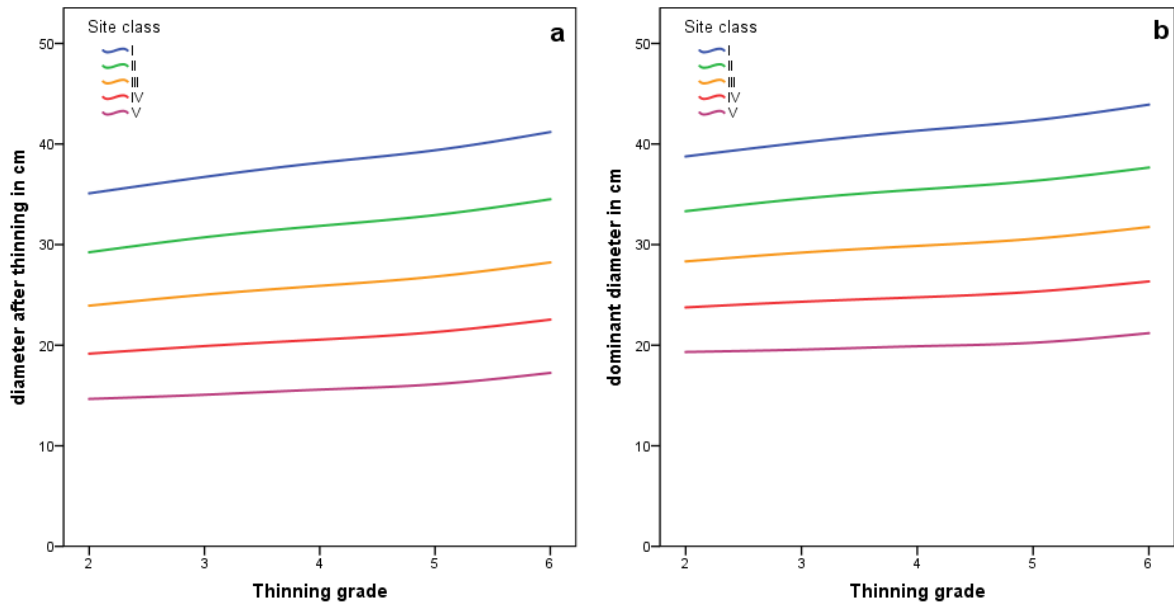 Site class
I
II
III
IV
V
a
50
40
30
20
10
0
diameter after thinning in cm
2 3 4 5 6
Thinning grade
Site class
I
II
III
IV
V
b
50
40
30
20
10
0
dominant diameter in cm
2 3 4 5 6
Thinning grade